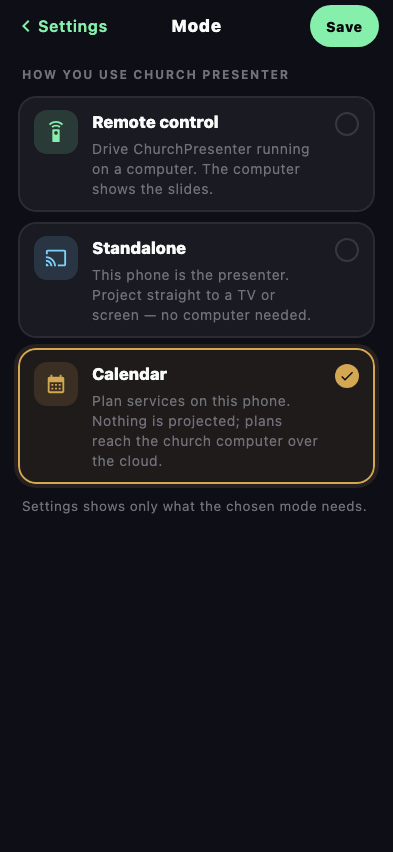 Settings
Mode
Save
HOW YOU USE CHURCH PRESENTER
Remote control
Drive ChurchPresenter running
on a computer. The computer
shows the slides.
Standalone
This phone is the presenter.
Project straight to a TV or
screen — no computer needed.
Calendar
Plan services on this phone.
Nothing is projected; plans
reach the church computer over
the cloud.
Settings shows only what the chosen mode needs.